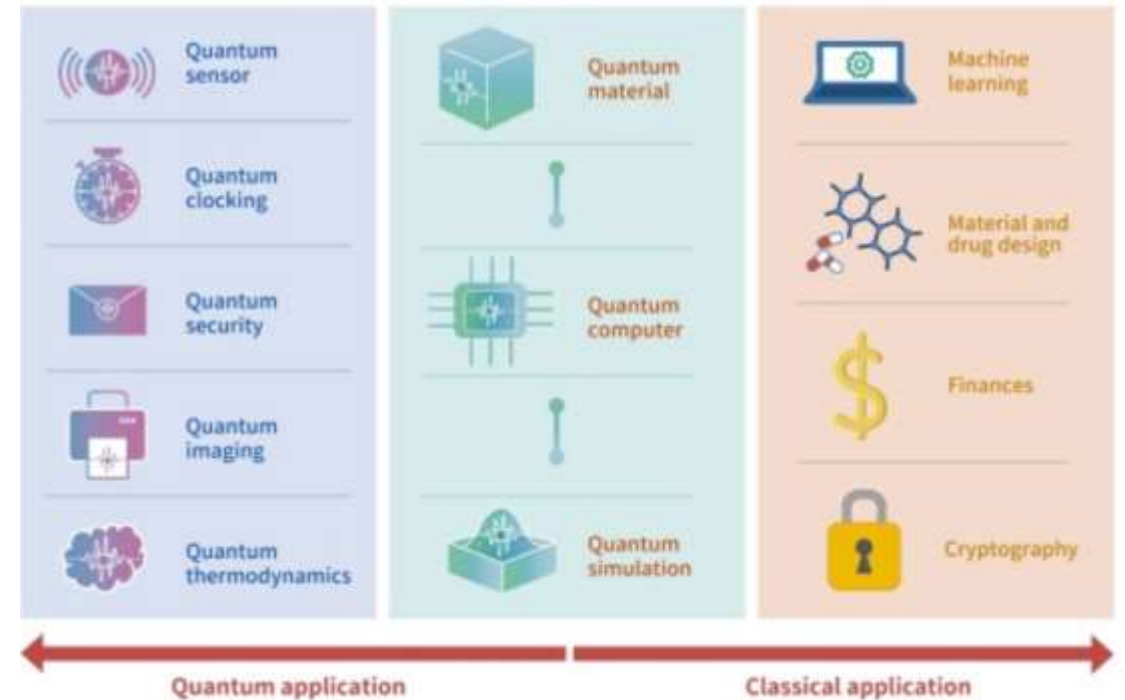 Quantum
sensor
Quantum
clocking
Quantum
security
Quantum
imaging
Quantum
thermodynamics
Quantum
material
Quantum
computer
Quantum
simulation
Machine
learning
Material and
drug design
Finances
Cryptography
Quantum application
Classical application